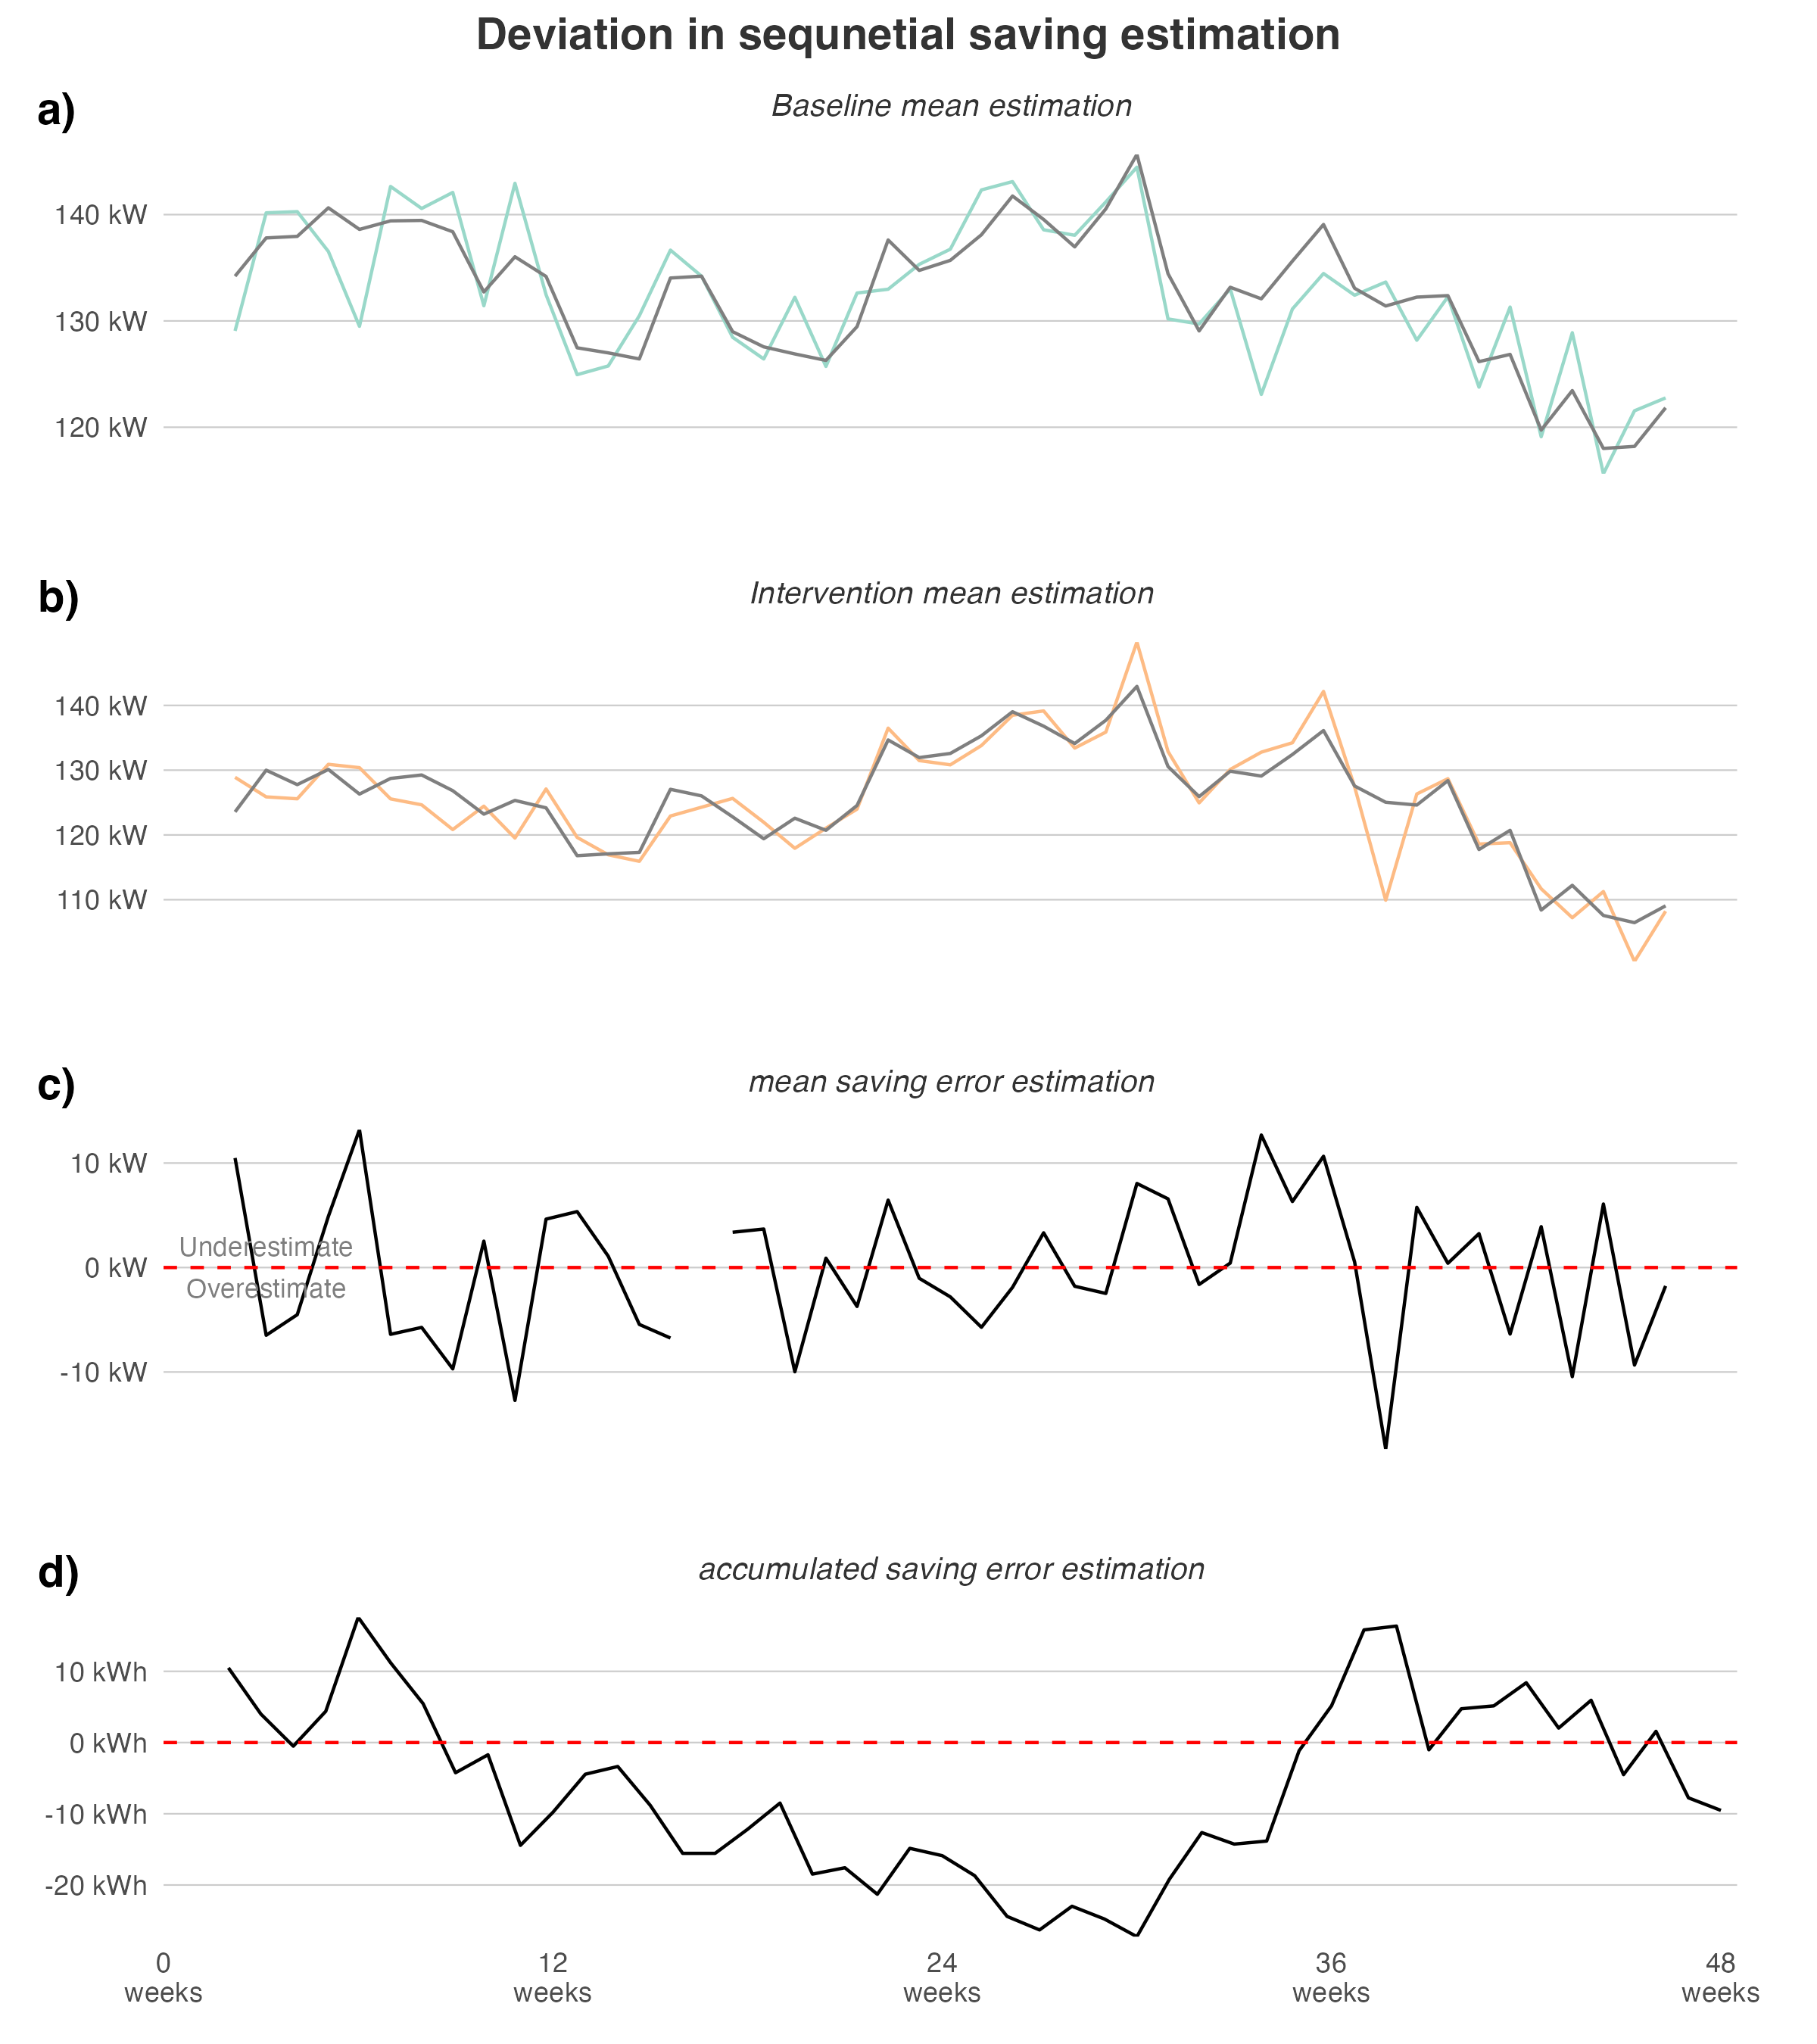 Deviation in sequnetial saving estimation
a)
Baseline mean estimation
140 kW
130 kW
120 kW
b)
Intervention mean estimation
140 kW
130 kW
120 kW
110 kW
c)
mean saving error estimation
10 kW
Underestimate
0 kW
Overestimate
-10 kW
d)
accumulated saving error estimation
10 kWh
0 kWh
-10 kWh
-20 kWh
0 12 24 36 48
weeks weeks weeks weeks weeks